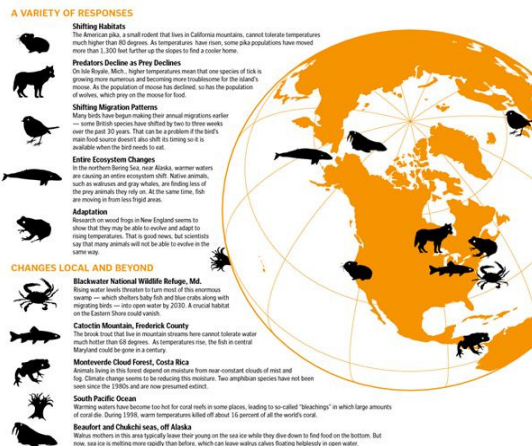 A VARIETY OF RESPONSES
Shifting Habitats
The American pika, a small rodent that lives in California mountains, cannot tolerate temperatures
much higher than 80 degrees. As temperatures have risen, some pika populations have moved
more than 1,300 feet further up the slopes to find a cooler home.
Predators Decline as Prey Declines
On Isle Royale, Mich., higher temperatures mean that one species of tick is
growing more numerous and becoming more troublesome for the island's
moose. As the population of moose has declined, so has the population
of wolves, which prey on the moose for food.
Shifting Migration Patterns
Many birds have begun making their annual migrations earlier
— some British species have shifted by two to three weeks
over the past 30 years. That can be a problem if the bird's
main food source doesn't also shift its timing so it is
available when the bird needs to eat.
Entire Ecosystem Changes
In the northern Bering Sea, near Alaska, warmer waters
are causing an entire ecosystem shift. Native animals,
such as walruses and gray whales, are finding less of
the prey animals they rely on. At the same time, fish
are moving in from less frigid areas.
Adaptation
Research on wood frogs in New England seems to
show that they may be able to evolve and adapt to
rising temperatures. That is good news, but scientists
say that many animals will not be able to evolve in the
same way.
CHANGES LOCAL AND BEYOND
Blackwater National Wildlife Refuge, Md.
Rising water levels threaten to turn most of this enormous
swamp — which shelters baby fish and blue crabs along with
migrating birds — into open water by 2030. A crucial habitat
on the Eastern Shore could vanish.
Catoctin Mountain, Frederick County
The brook trout that live in mountain streams here cannot tolerate water
much hotter than 68 degrees. As temperatures rise, the fish in central
Maryland could be gone in a century.
Monteverde Cloud Forest, Costa Rica
Animals living in this forest depend on moisture from near-constant clouds of mist and
fog. Climate change seems to be reducing this moisture. Two amphibian species have not been
seen since the 1980s and are now presumed extinct.
South Pacific Ocean
Warming waters have become too hot for coral reefs in some places, leading to so-called "bleachings" in which large amounts
of coral die. During 1998, warm temperatures killed off about 16 percent of all the world's coral.
Beaufort and Chukchi seas, off Alaska
Walrus mothers in this area typically leave their young on the sea ice while they dive down to find food on the bottom. But
now, sea ice is melting more rapidly than before, which can leave walrus calves floating helplessly in open water.